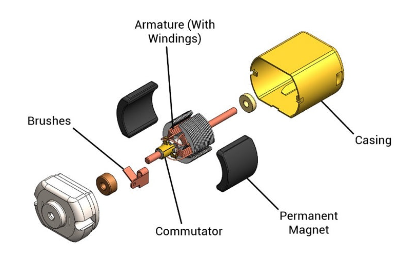 Armature (With
Windings)
Brushes
Casing
Permanent
Magnet
Commutator